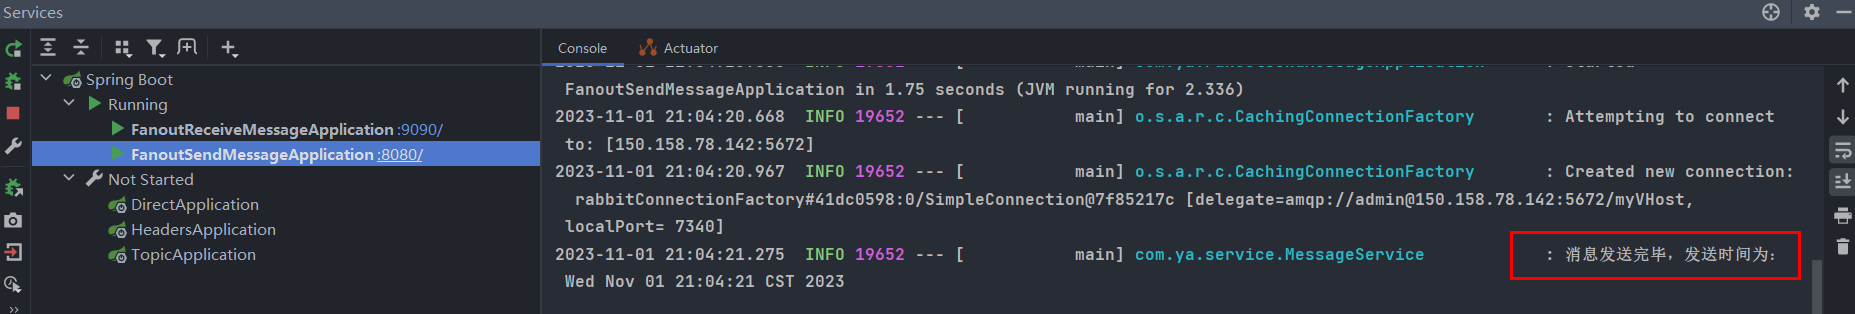 Services
Console
Actuator
Spring Boot
Running
FanoutReceiveMessageApplication :9090/
FanoutSendMessageApplication :8080/
Not Started
DirectApplication
HeadersApplication
TopicApplication
FanoutSendMessageApplication in 1.75 seconds (JVM running for 2.336)
2023-11-01 21:04:20.668  INFO 19652 --- [           main] o.s.a.r.c.CachingConnectionFactory       : Attempting to connect
to: [150.158.78.142:5672]
2023-11-01 21:04:20.967  INFO 19652 --- [           main] o.s.a.r.c.CachingConnectionFactory       : Created new connection:
rabbitConnectionFactory#41dc0598:0/SimpleConnection@7f85217c [delegate=amqp://admin@150.158.78.142:5672/myVHost,
localPort= 7340]
2023-11-01 21:04:21.275  INFO 19652 --- [           main] com.ya.service.MessageService            : 消息发送完毕，发送时间为：
Wed Nov 01 21:04:21 CST 2023